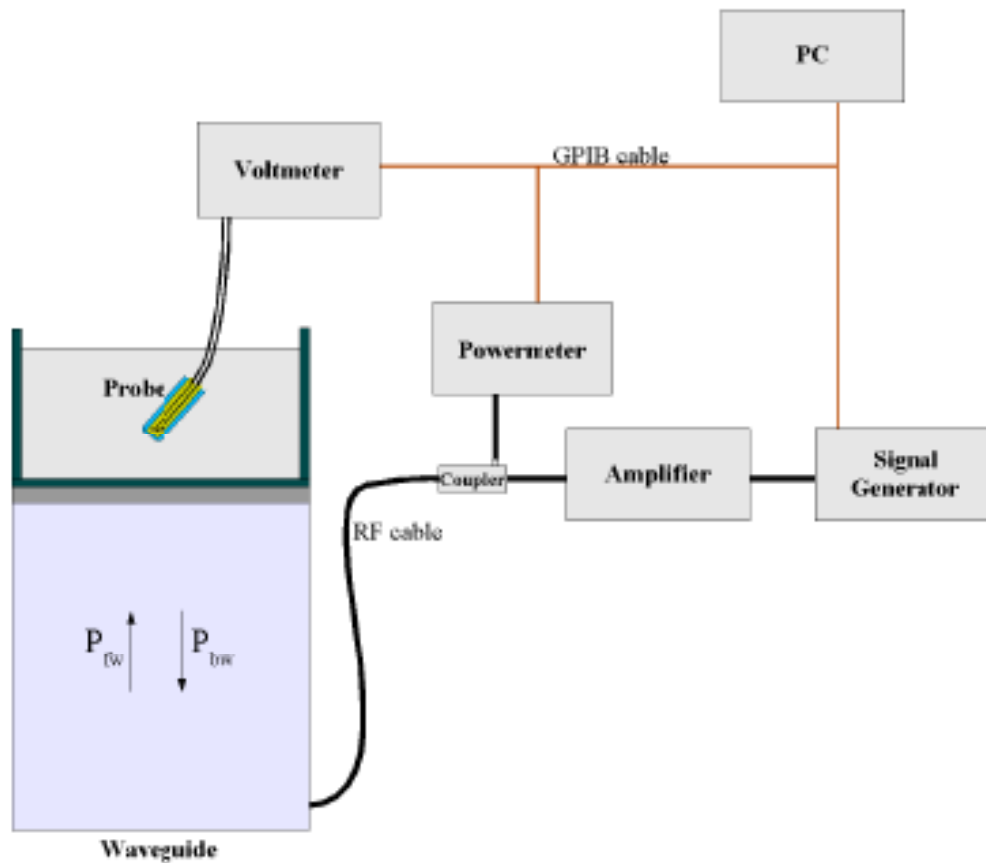 PC
Voltmeter
GPIB cable
Powermeter
Probe
Coupler
Amplifier
Signal
Generator
RF cable
P fw
P bw
Waveguide